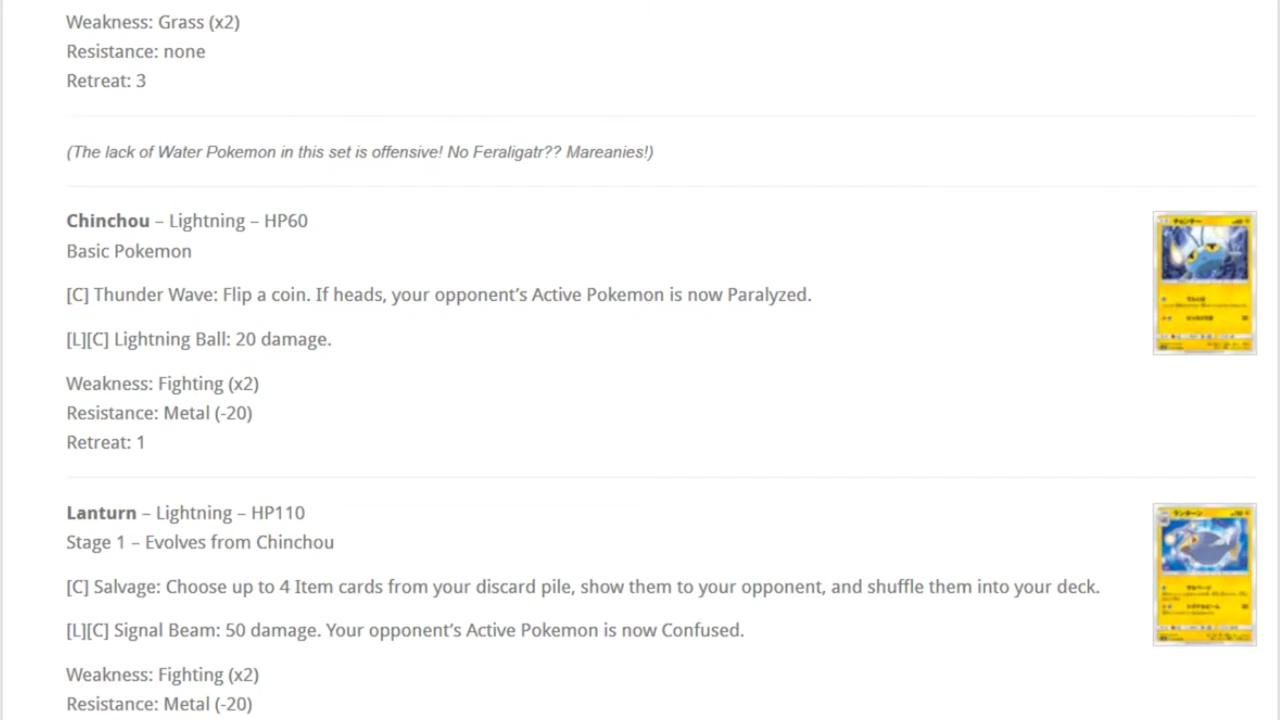 Weakness: Grass (x2)
Resistance: none
Retreat: 3
(The lack of Water Pokemon in this set is offensive! No Feraligatr?? Mareanies!)
Chinchou – Lightning – HP60
Basic Pokemon
[C] Thunder Wave: Flip a coin. If heads, your opponent’s Active Pokemon is now Paralyzed.
[L][C] Lightning Ball: 20 damage.
Weakness: Fighting (x2)
Resistance: Metal (-20)
Retreat: 1
Lanturn – Lightning – HP110
Stage 1 – Evolves from Chinchou
[C] Salvage: Choose up to 4 Item cards from your discard pile, show them to your opponent, and shuffle them into your deck.
[L][C] Signal Beam: 50 damage. Your opponent’s Active Pokemon is now Confused.
Weakness: Fighting (x2)
Resistance: Metal (-20)